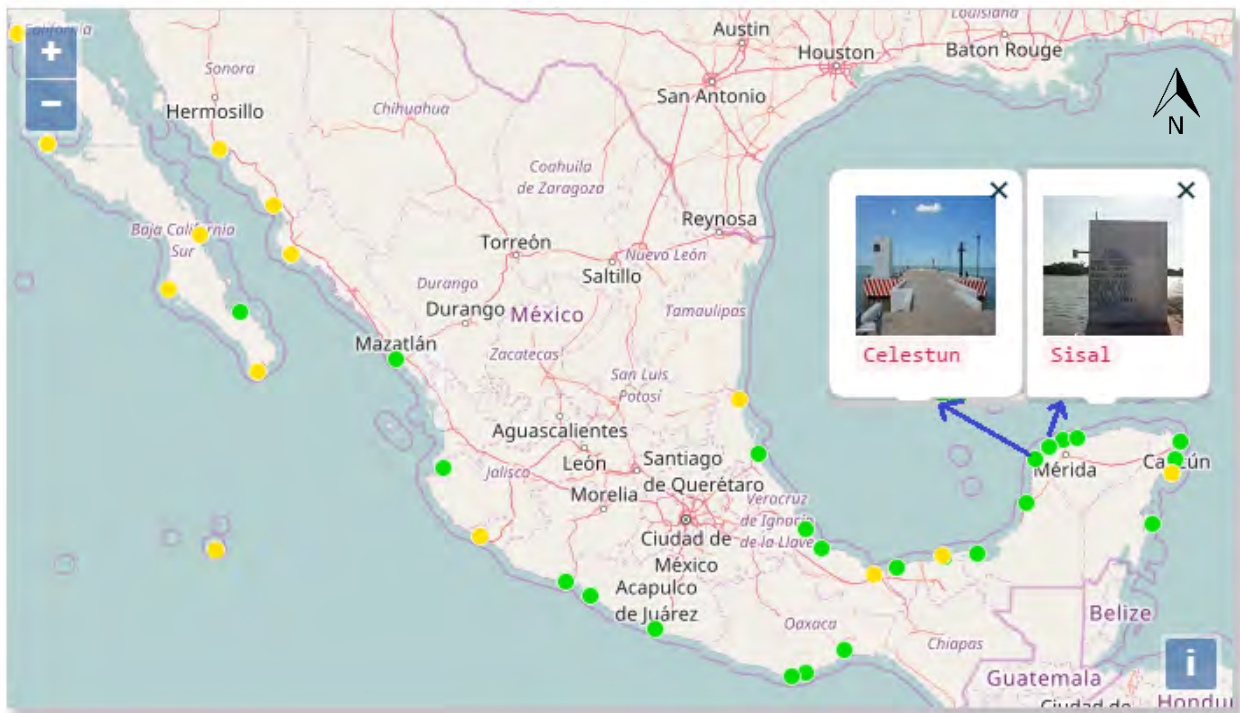 California
+
−
Sonora
Hermosillo
Chihuahua
Austin
Houston
Louisiana
Baton Rouge
San Antonio
N
Coahuila
de Zaragoza
Baja California
Sur
Reynosa
Torreón
Nuevo León
Saltillo
Durango
Durango
México
Tamaulipas
Mazatlán
Zacatecas
San Luis
Potosí
Celestun
Sisal
Aguascalientes
León
Santiago
de Querétaro
Jalisco
Morelia
Veracruz
de Ignacio
de la Llave
Ciudad de
México
Mérida
Cancún
Acapulco
de Juárez
Oaxaca
Chiapas
Belize
Guatemala
i
Ciudad de
Hondu